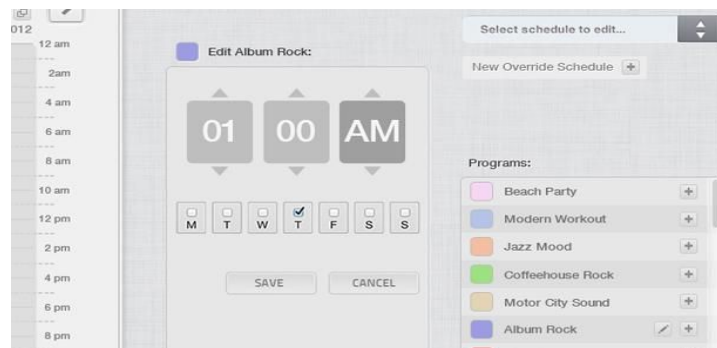 012
12 am
2am
4 am
6 am
8 am
10 am
12 pm
2 pm
4 pm
6 pm
8 pm
Edit Album Rock:
01 00 AM
M T W T F S S
SAVE CANCEL
Select schedule to edit...
New Override Schedule +
Programs:
Beach Party +
Modern Workout +
Jazz Mood +
Coffeehouse Rock +
Motor City Sound +
Album Rock +